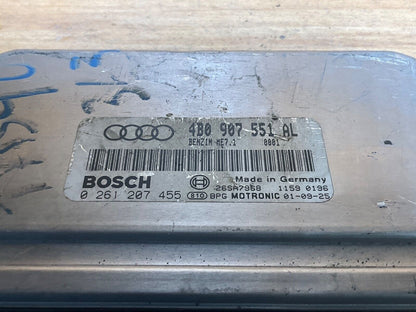 4B0 907 551 AL
BENZIN ME7.1 0001
BOSCH Made in Germany
26SA7968 1159 0196
0 261 207 455 BPG MOTRONIC 01-09-25